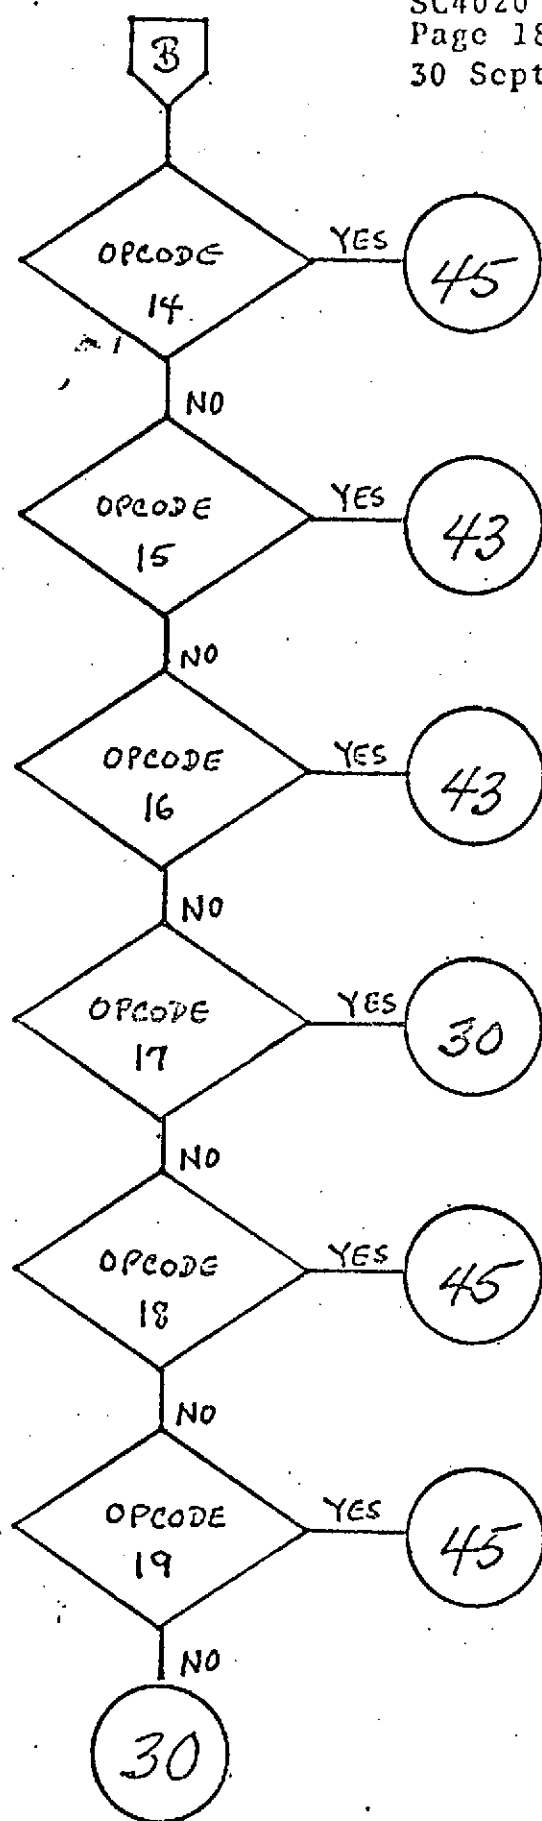 SC4020
Page 18
30 Sept
B
OPCODE
14
YES
45
NO
OPCODE
15
YES
43
NO
OPCODE
16
YES
43
NO
OPCODE
17
YES
30
NO
OPCODE
18
YES
45
NO
OPCODE
19
YES
45
NO
30